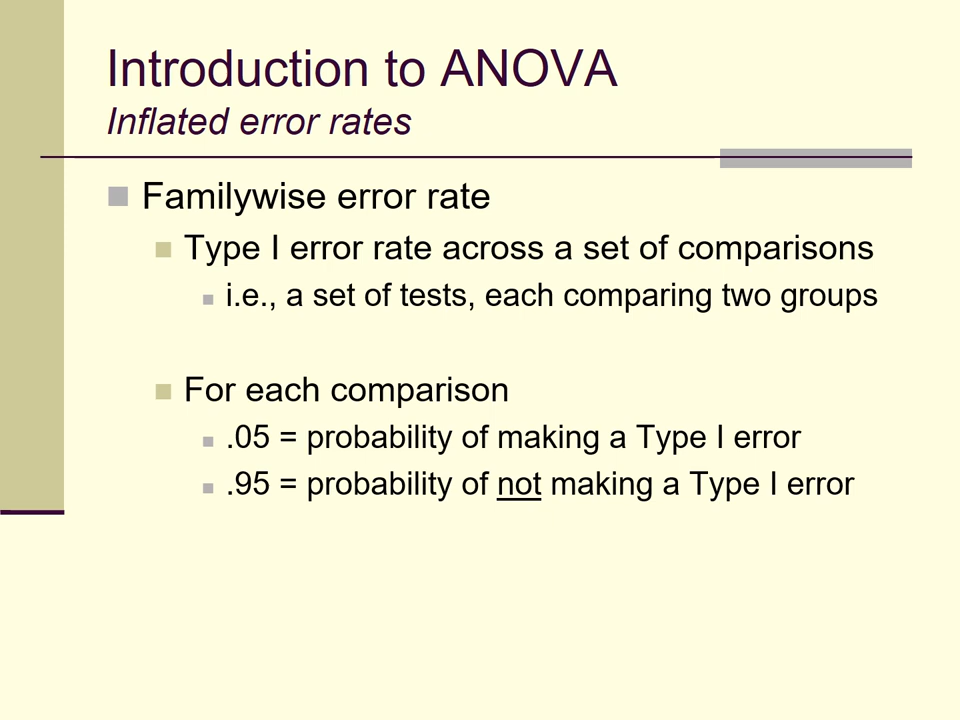 Introduction to ANOVA
Inflated error rates
Familywise error rate
Type I error rate across a set of comparisons
i.e., a set of tests, each comparing two groups
For each comparison
.05 = probability of making a Type I error
.95 = probability of not making a Type I error